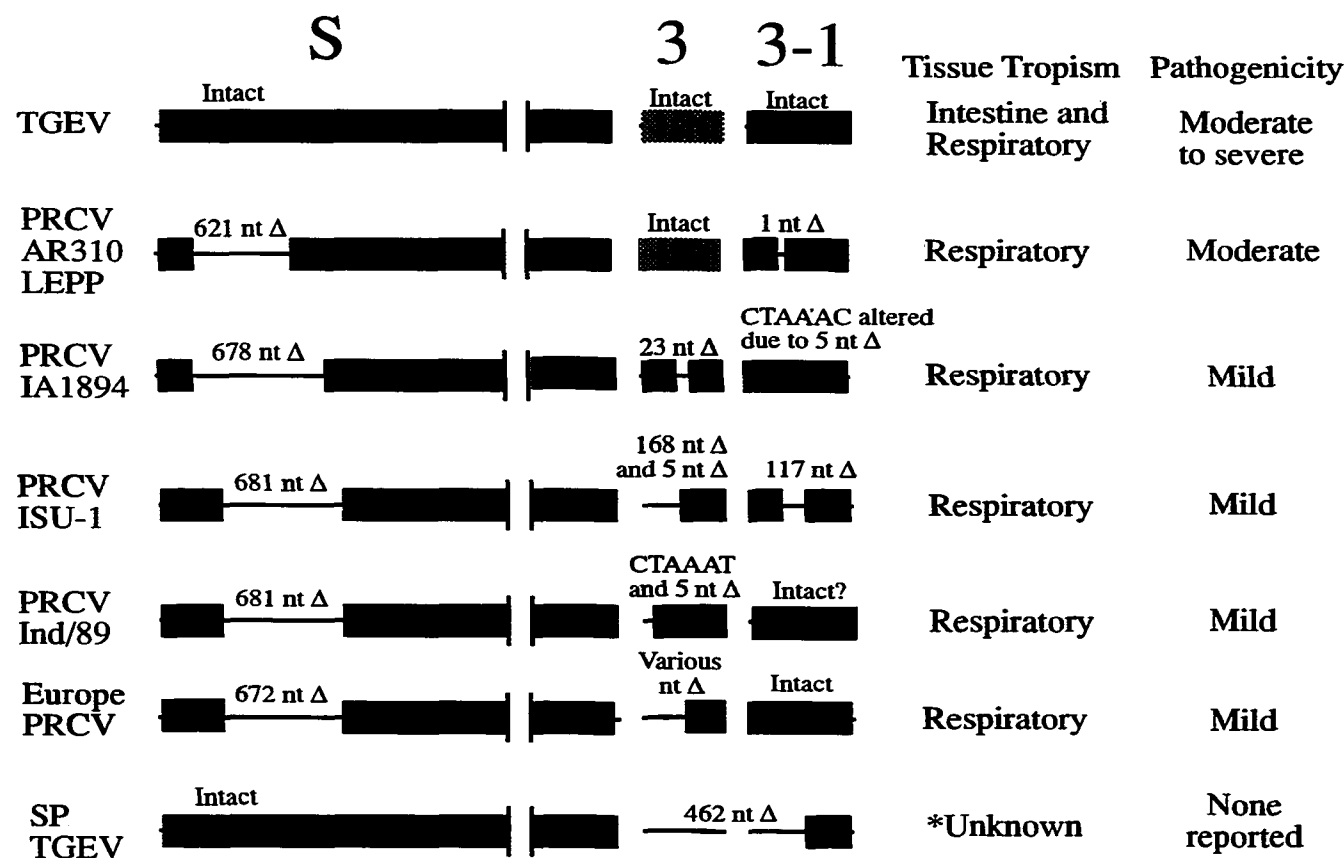 S 3 3-1
Tissue Tropism Pathogenicity
TGEV
Intact
Intact
Intact
Intestine and
Respiratory
Moderate
to severe
PRCV
AR310
LEPP
621 nt Δ
Intact
1 nt Δ
Respiratory
Moderate
PRCV
IA1894
678 nt Δ
23 nt Δ
CTAA'AC altered
due to 5 nt Δ
Respiratory
Mild
PRCV
ISU-1
681 nt Δ
168 nt Δ
and 5 nt Δ
117 nt Δ
Respiratory
Mild
PRCV
Ind/89
681 nt Δ
CTAAAT
and 5 nt Δ
Intact?
Respiratory
Mild
Europe
PRCV
672 nt Δ
Various
nt Δ
Intact
Respiratory
Mild
SP
TGEV
Intact
462 nt Δ
*Unknown
None
reported